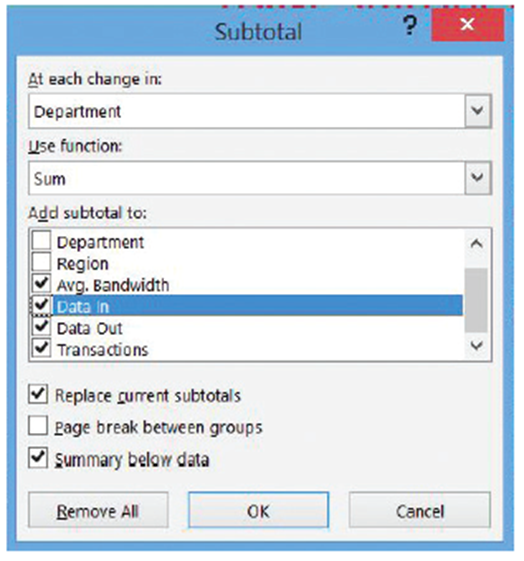 Subtotal ? ×
At each change in:
Department
Use function:
Sum
Add subtotal to:
Department
Region
Avg. Bandwidth
Data In
Data Out
Transactions
Replace current subtotals
Page break between groups
Summary below data
Remove All OK Cancel